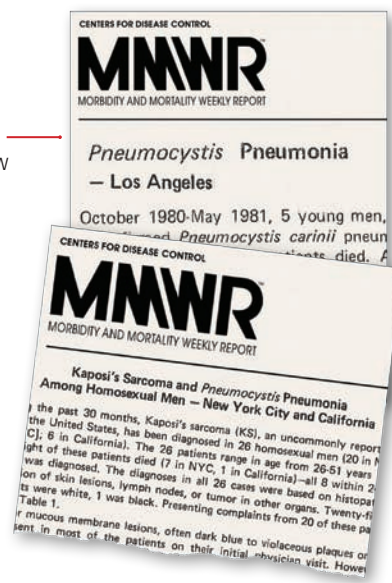 CENTERS FOR DISEASE CONTROL
MMWR
MORBIDITY AND MORTALITY WEEKLY REPORT
Pneumocystis Pneumonia
— Los Angeles
October 1980-May 1981, 5 young men,
Pneumocystis carinii pneum
died. A
W
CENTERS FOR DISEASE CONTROL
MMWR
MORBIDITY AND MORTALITY WEEKLY REPORT
Kaposi's Sarcoma and Pneumocystis Pneumonia
Among Homosexual Men — New York City and California
the past 30 months, Kaposi's sarcoma (KS), an uncommonly report
the United States, has been diagnosed in 26 homosexual men (20 in N
C]; 6 in California). The 26 patients range in age from 26-51 years
ght of these patients died (7 in NYC, 1 in California)—all 8 within 2
was diagnosed. The diagnoses in all 26 cases were based on histopa
on of skin lesions, lymph nodes, or tumor in other organs. Twenty-fi
ts were white, 1 was black. Presenting complaints from 20 of these pa
Table 1.
r mucous membrane lesions, often dark blue to violaceous plaques or
sent in most of the patients on their initial physician visit. Howev